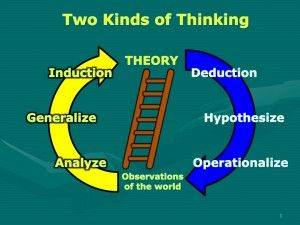 Two Kinds of Thinking
THEORY
Induction
Deduction
Generalize
Hypothesize
Analyze
Operationalize
Observations
of the world